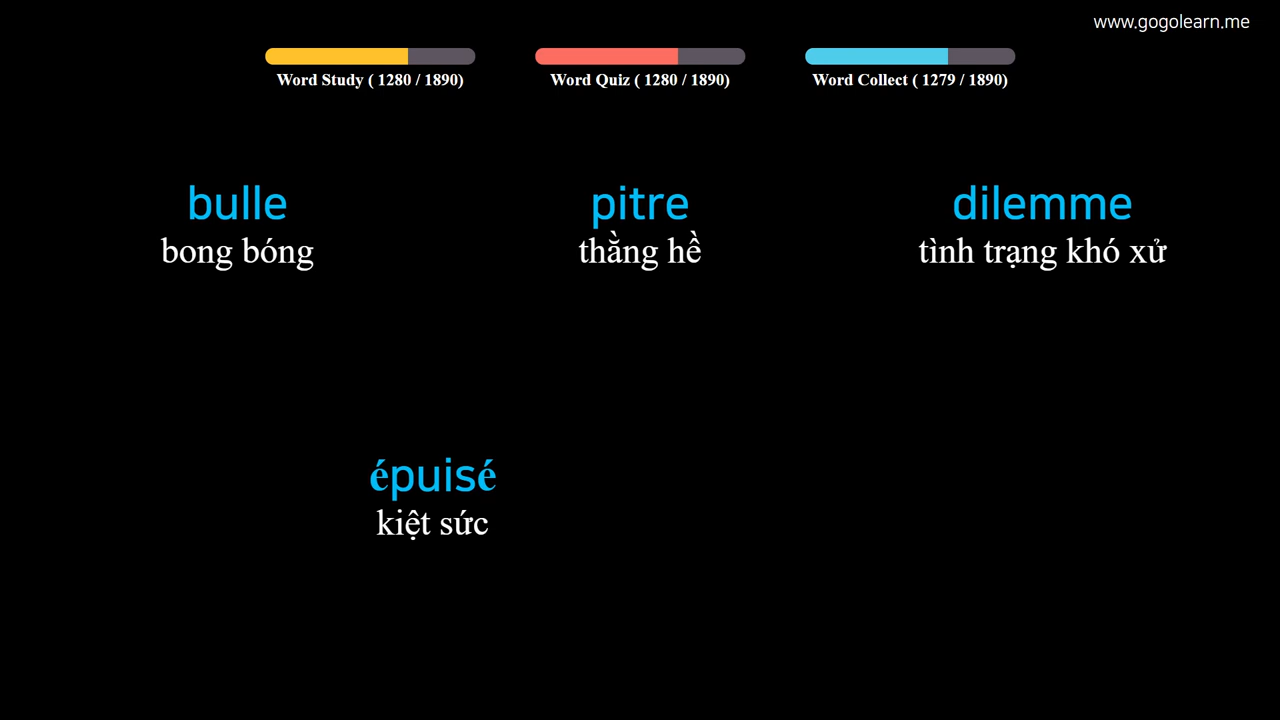 www.gogolearn.me
Word Study ( 1280 / 1890)
Word Quiz ( 1280 / 1890)
Word Collect ( 1279 / 1890)
bulle
bong bóng
pitre
thằng hề
dilemme
tình trạng khó xử
épuisé
kiệt sức